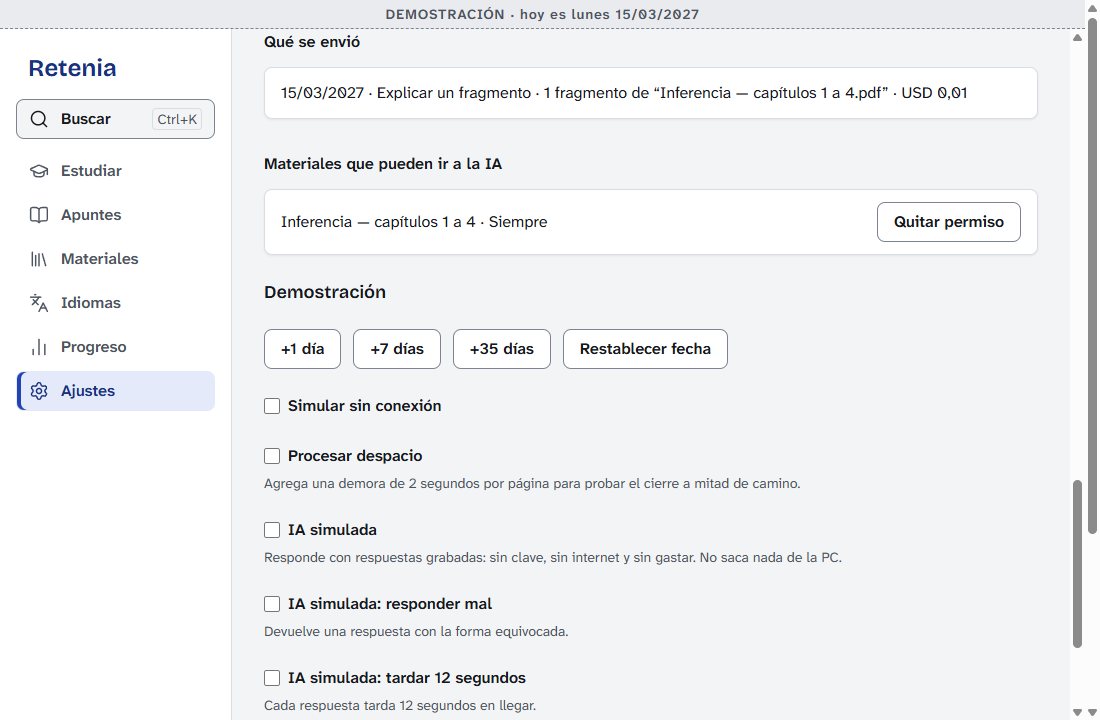 DEMOSTRACIÓN · hoy es lunes 15/03/2027
Retenia
Buscar Ctrl+K
Estudiar
Apuntes
Materiales
Idiomas
Progreso
Ajustes
Qué se envió
15/03/2027 · Explicar un fragmento · 1 fragmento de “Inferencia — capítulos 1 a 4.pdf” · USD 0,01
Materiales que pueden ir a la IA
Inferencia — capítulos 1 a 4 · Siempre
Quitar permiso
Demostración
+1 día +7 días +35 días Restablecer fecha
Simular sin conexión
Procesar despacio
Agrega una demora de 2 segundos por página para probar el cierre a mitad de camino.
IA simulada
Responde con respuestas grabadas: sin clave, sin internet y sin gastar. No saca nada de la PC.
IA simulada: responder mal
Devuelve una respuesta con la forma equivocada.
IA simulada: tardar 12 segundos
Cada respuesta tarda 12 segundos en llegar.